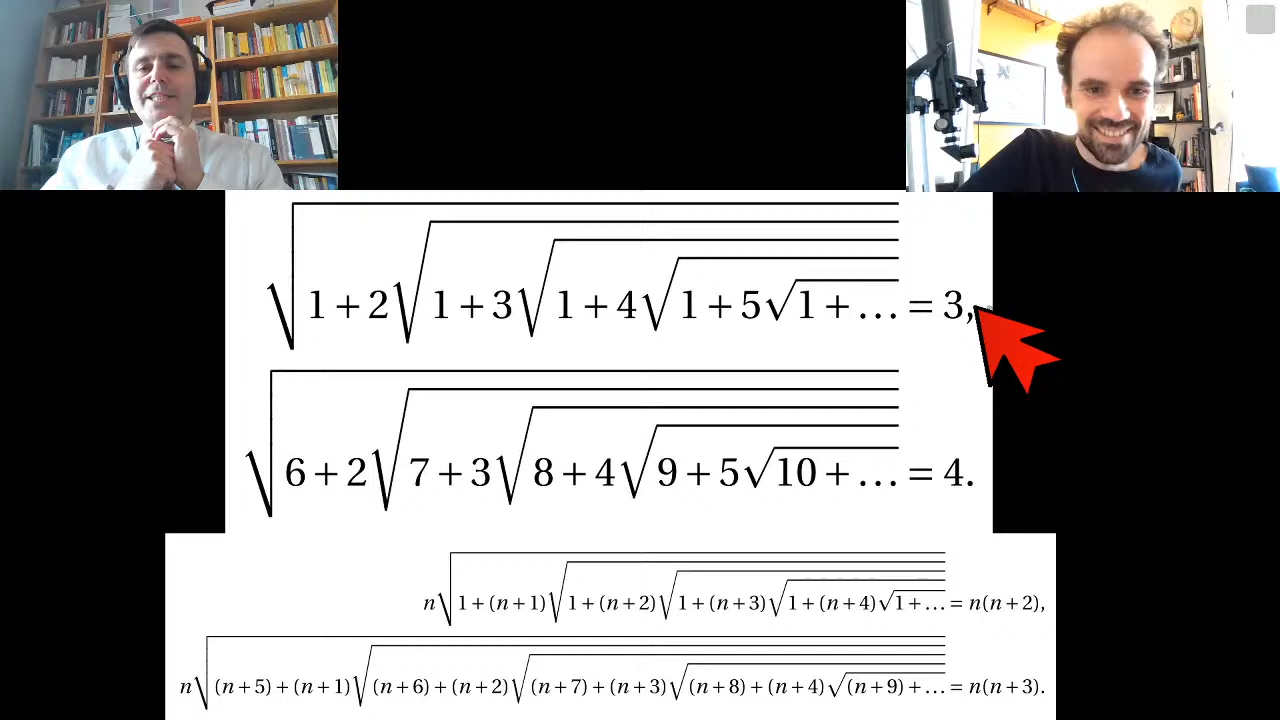 √(1+2√(1+3√(1+4√(1+5√(1+...))))) = 3,
√(6+2√(7+3√(8+4√(9+5√(10+...))))) = 4.
n√(1+(n+1)√(1+(n+2)√(1+(n+3)√(1+(n+4)√(1+...))))) = n(n+2),
n√((n+5)+(n+1)√((n+6)+(n+2)√((n+7)+(n+3)√((n+8)+(n+4)√((n+9)+...))))) = n(n+3).